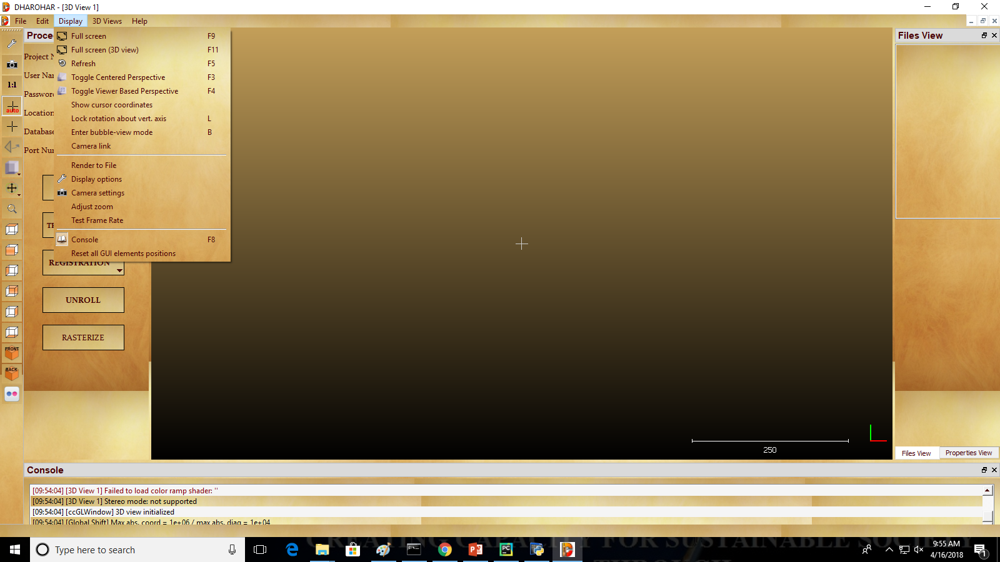 DHAROHAR - [3D View 1]
File Edit Display 3D Views Help
Full screen F9
Full screen (3D view) F11
Refresh F5
Toggle Centered Perspective F3
Toggle Viewer Based Perspective F4
Show cursor coordinates
Lock rotation about vert. axis L
Enter bubble-view mode B
Camera link
Render to File
Display options
Camera settings
Adjust zoom
Test Frame Rate
Console F8
Reset all GUI elements positions
1:1
auto
FRONT
BACK
Project
User
Location
Database
Port
REGISTRATION
UNROLL
RASTERIZE
250
Files View
Files View Properties View
Console
[09:54:04] [3D View 1] Failed to load color ramp shader: ''
[09:54:04] [3D View 1] Stereo mode: not supported
[09:54:04] [ccGLWindow] 3D view initialized
[09:54:04] [Global Shift] Max abs. coord = 1e+06 / max abs. diag = 1e+04
CREATING CAPACITY FOR SUSTAINABLE SOCIETY
THROUGH
Type here to search
9:55 AM
4/16/2018
1